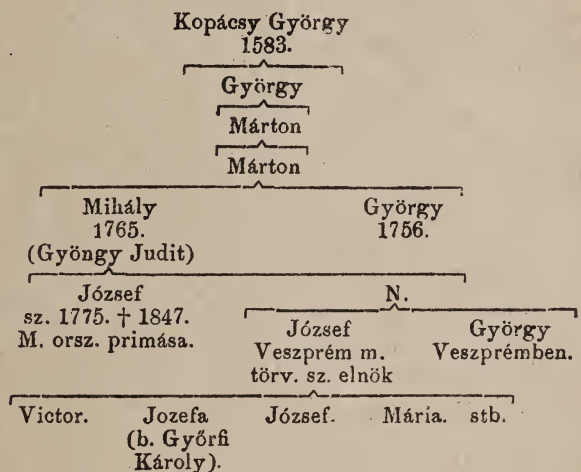 Kopácsy György
1583.
György
Márton
Márton
Mihály György
1765. 1756.
(Gyöngy Judit)
József N.
sz. 1775. † 1847. József György
M. orsz. primása. Veszprém m. Veszprémben.
törv. sz. elnök
Victor. Jozefa József. Mária. stb.
(b. Győrfi
Károly).